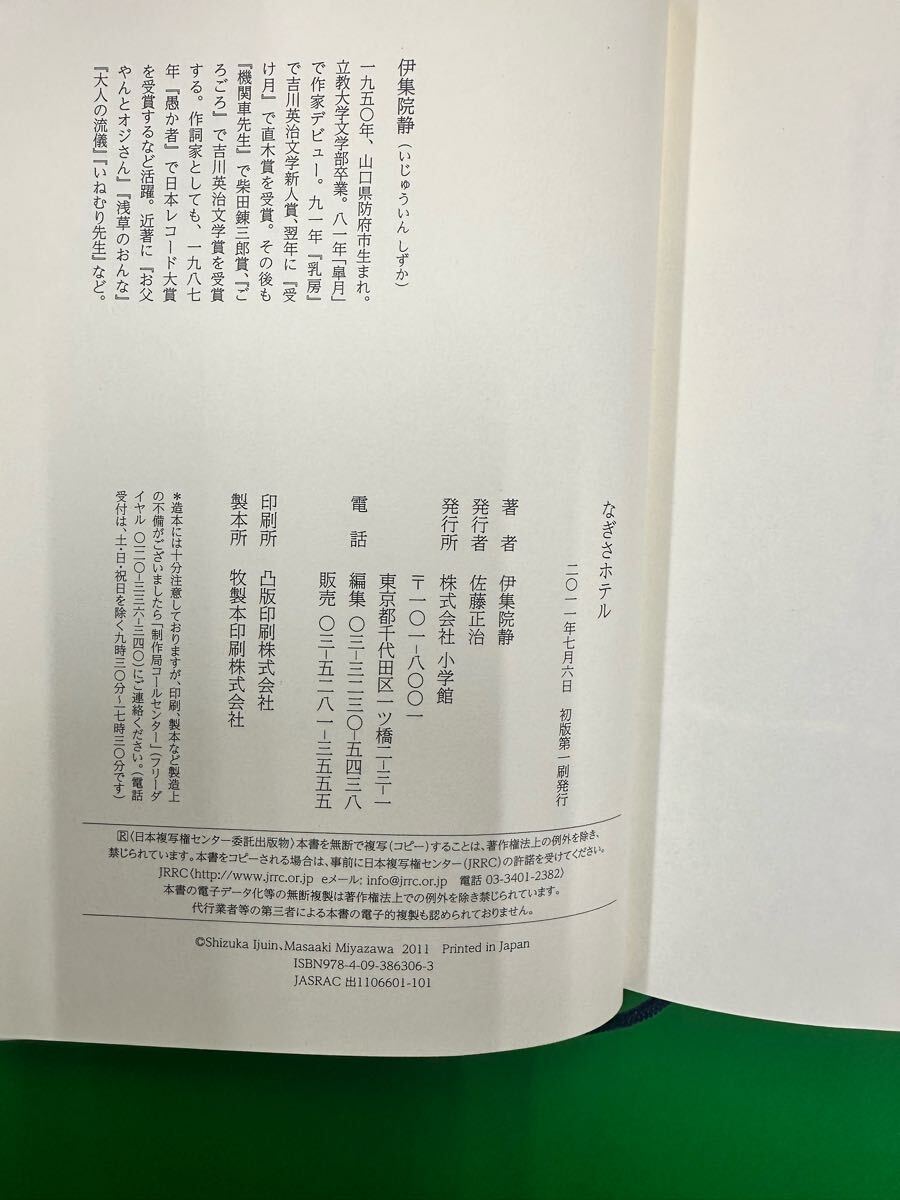 伊集院静(いじゅういん しずか)
一九五〇年、山口県防府市生まれ。
立教大学文学部卒業。八一年「皐月」
で作家デビュー。九一年『乳房』
で吉川英治文学新人賞、翌年に『受
け月』で直木賞を受賞。その後も
『機関車先生』で柴田錬三郎賞、『ご
ろごろ』で吉川英治文学賞を受賞
する。作詞家としても、一九八七
年『愚か者』で日本レコード大賞
を受賞するなど活躍。近著に『お父
やんとオジさん』『浅草のおんな』
『大人の流儀』『いねむり先生』など。
なぎさホテル
二〇一一年七月六日 初版第一刷発行
著者 伊集院静
発行者 佐藤正治
発行所 株式会社 小学館
〒一〇一−八〇〇一
東京都千代田区一ツ橋二−三−一
電話 編集 〇三−三二三〇−五四三八
販売 〇三−五二八一−三五五五
印刷所 凸版印刷株式会社
製本所 牧製本印刷株式会社
*造本には十分注意しておりますが、印刷、製本など製造上
の不備がございましたら「制作局コールセンター」(フリーダ
イヤル 〇一二〇−三三六−三四〇)にご連絡ください。(電話
受付は、土・日・祝日を除く九時三〇分〜一七時三〇分です)
Ⓡ〈日本複写権センター委託出版物〉本書を無断で複写(コピー)することは、著作権法上の例外を除き、
禁じられています。本書をコピーされる場合は、事前に日本複写権センター(JRRC)の許諾を受けてください。
JRRC〈http://www.jrrc.or.jp eメール: info@jrrc.or.jp 電話 03-3401-2382〉
本書の電子データ化等の無断複製は著作権法上での例外を除き禁じられています。
代行業者等の第三者による本書の電子的複製も認められておりません。
©Shizuka Ijuin, Masaaki Miyazawa 2011 Printed in Japan
ISBN978-4-09-386306-3
JASRAC 出1106601-101